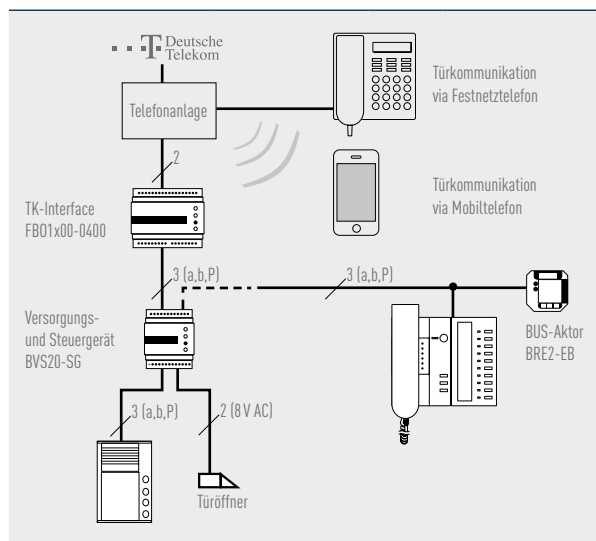 Deutsche
Telekom
Telefonanlage
Türkommunikation
via Festnetztelefon
2
Türkommunikation
via Mobiltelefon
TK-Interface
FB01x00-0400
3 (a,b,P)
3 (a,b,P)
Versorgungs-
und Steuergerät
BVS20-SG
BUS-Aktor
BRE2-EB
3 (a,b,P)
2 (8 V AC)
Türöffner